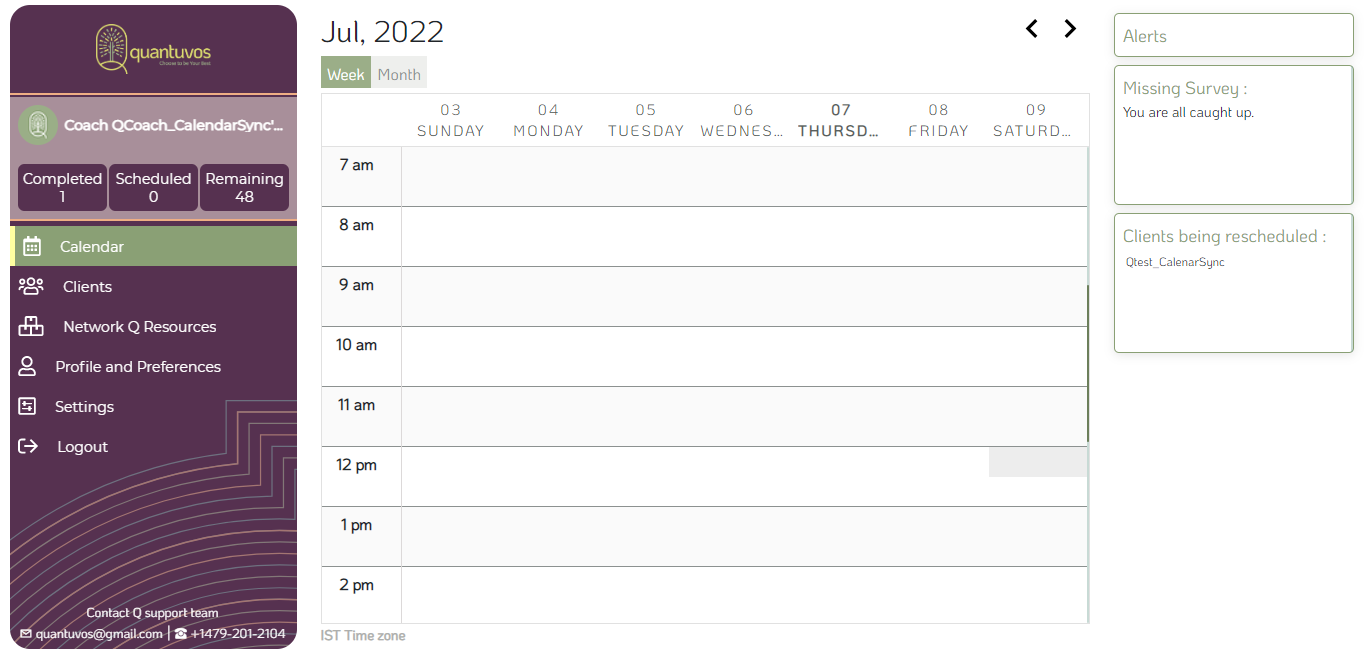 quantuvos
Choose to be Your Best
Coach QCoach_CalendarSync'...
Completed
1
Scheduled
0
Remaining
48
Calendar
Clients
Network Q Resources
Profile and Preferences
Settings
Logout
Contact Q support team
quantuvos@gmail.com | +1479-201-2104
Jul, 2022
Week Month
03 04 05 06 07 08 09
SUNDAY MONDAY TUESDAY WEDNES... THURSD... FRIDAY SATURD...
7 am
8 am
9 am
10 am
11 am
12 pm
1 pm
2 pm
IST Time zone
Alerts
Missing Survey :
You are all caught up.
Clients being rescheduled :
Qtest_CalenarSync